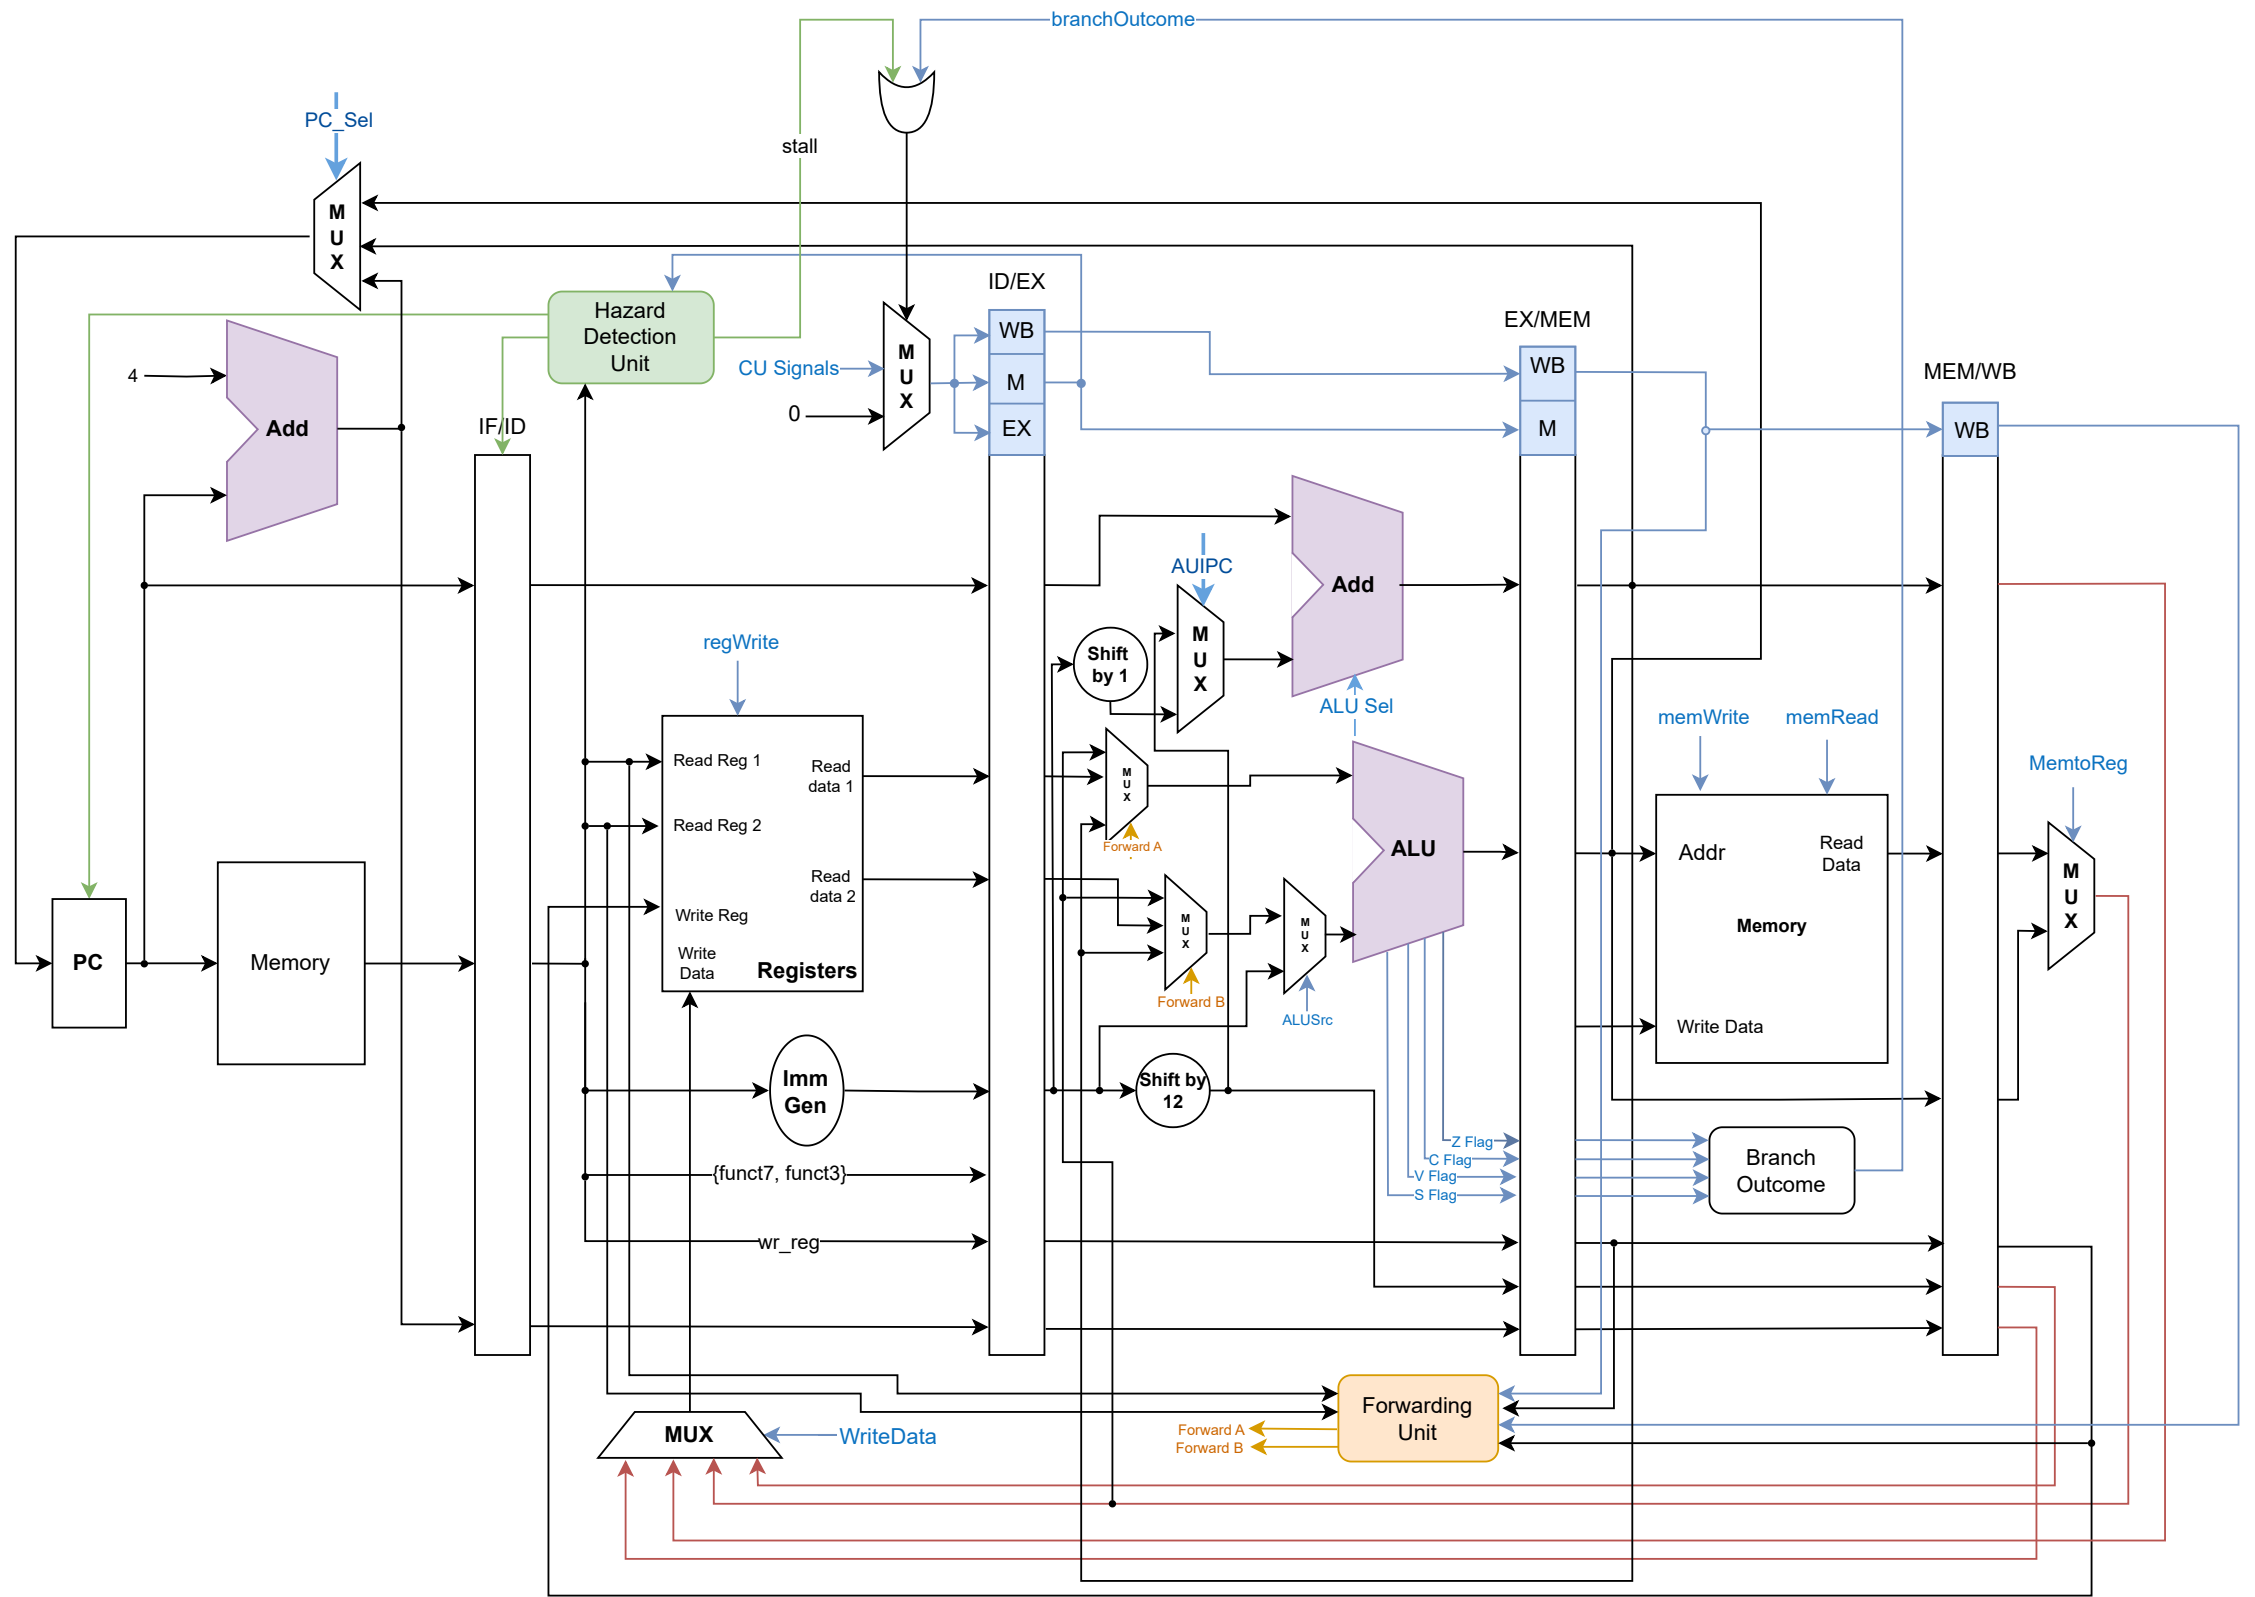 branchOutcome
PC_Sel
stall
M
U
X
ID/EX
Hazard
Detection
Unit
EX/MEM
WB
M
EX
CU Signals
M
U
X
0
WB
M
MEM/WB
WB
4
Add
IF/ID
AUIPC
Add
M
U
X
Shift
by 1
regWrite
ALU Sel
memWrite
memRead
MemtoReg
Read Reg 1
Read
data 1
Read Reg 2
Read
data 2
Write Reg
Write
Data
Registers
M
U
X
Forward A
ALU
M
U
X
Forward B
M
U
X
ALUSrc
Addr
Read
Data
Memory
Write Data
M
U
X
PC
Memory
Imm
Gen
Shift by
12
Z Flag
C Flag
V Flag
S Flag
Branch
Outcome
{funct7, funct3}
wr_reg
Forwarding
Unit
Forward A
Forward B
MUX
WriteData